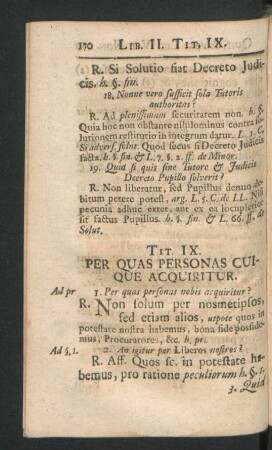 170 LIB. II. TIT. IX.
R. Si Solutio fiat Decreto Judi-
cis. h. §. fin.
18. Nonne vero sufficit sola Tutoris
authoritas?
R. Ad plenissimam securitatem non. h. §.
Quia hoc non obstante nihilominus contra so-
lutionem restitutio in integrum datur. L. 1. C.
Si advers. solut. Quod secus si Decreto Judicis
facta. h. §. fin. & L. 7. §. 2. ff. de Minor.
19. Quid si quis sine Tutore & Judicis
Decreto Pupillo solverit?
R. Non liberatur, sed Pupillus denuo de-
bitum petere potest, arg. L. 5. C. de LL. Nisi
pecunia adhuc extet, aut ex ea locupletior
sit factus Pupillus. h. §. fin. & L. 66. ff. de
Solut.
TIT. IX.
PER QUAS PERSONAS CUI-
QUE ACQUIRITUR.
Ad pr 1. Per quas personas nobis acquiritur?
R. Non solum per nosmetipsos,
sed etiam alios, utpote quos in
potestate nostra habemus, bona fide posside-
mus, Procuratores, &c. h. pr.
Ad §. 1. 2. An igitur per Liberos nostros?
R. Aff. Quos sc. in potestate ha-
bemus, pro ratione peculiorum h. §. 1.
3. Quid